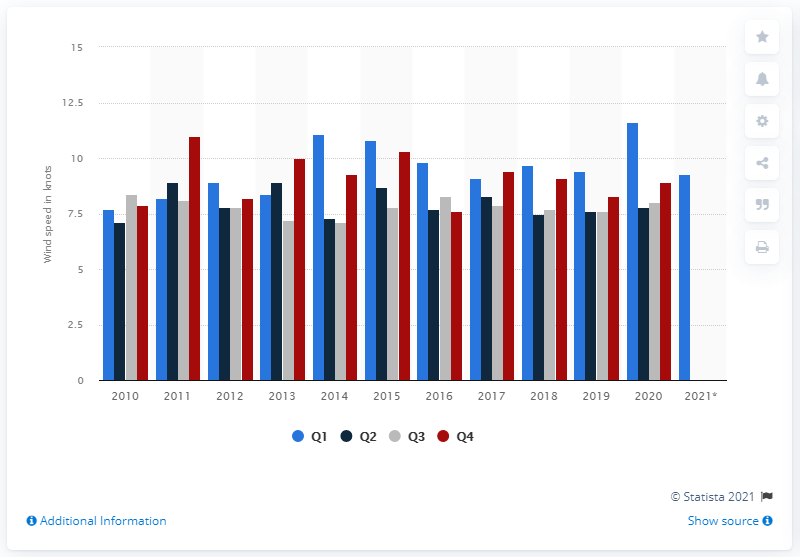 15
12.5
10
7.5
5
2.5
0
Wind speed in knots
2010 2011 2012 2013 2014 2015 2016 2017 2018 2019 2020 2021*
Q1 Q2 Q3 Q4
© Statista 2021
Additional Information Show source